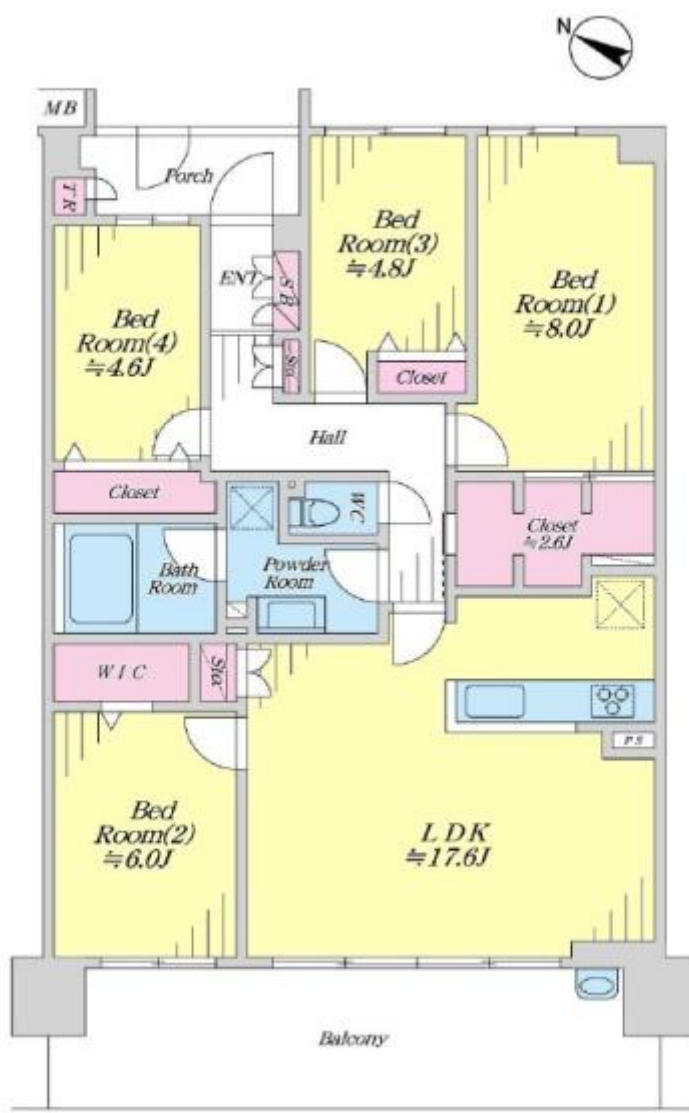 N
MB
Porch
TR
Bed
Room(3)
≒4.8J
Bed
Room(1)
≒8.0J
ENT
SB
Bed
Room(4)
≒4.6J
Sto
Closet
Hall
Closet
WC
Closet
≒2.6J
Bath
Room
Powder
Room
WIC
Sto
PS
Bed
Room(2)
≒6.0J
LDK
≒17.6J
Balcony